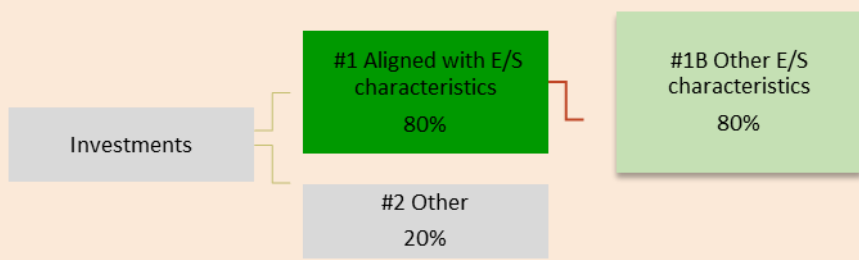 Investments
#1 Aligned with E/S
characteristics
80%
#2 Other
20%
#1B Other E/S
characteristics
80%